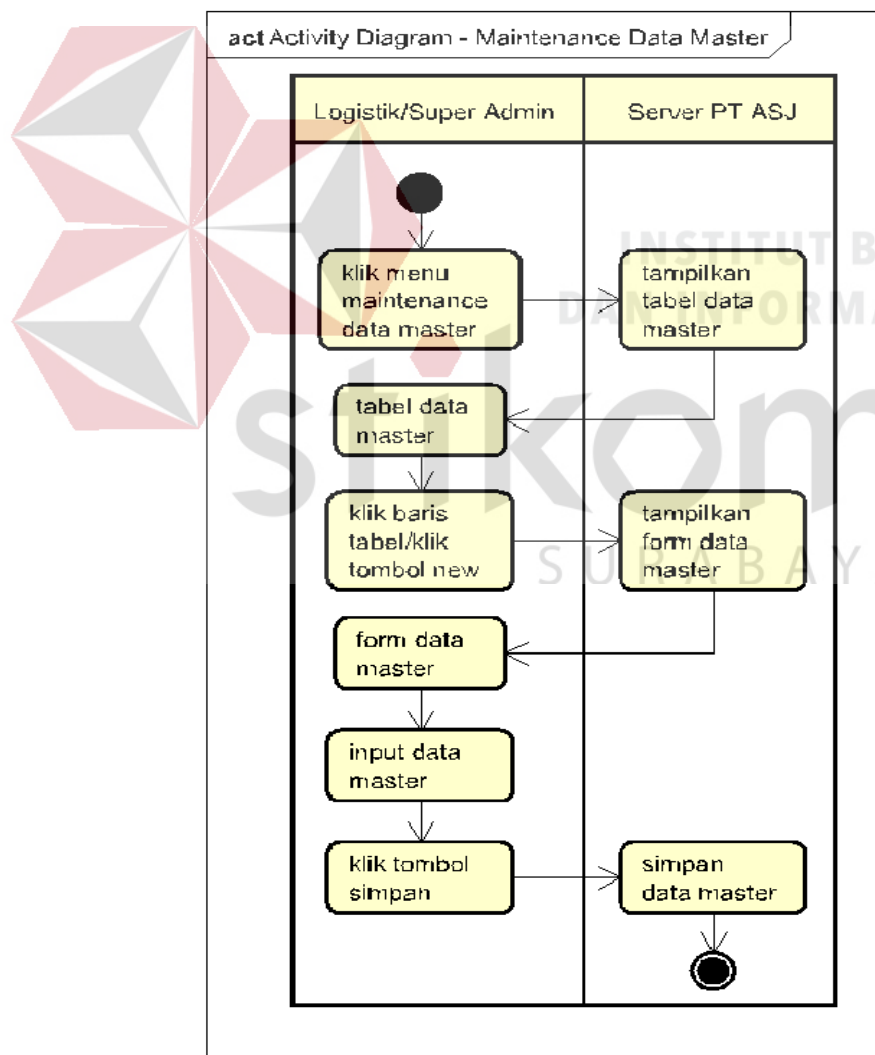 act Activity Diagram - Maintenance Data Master
Logistik/Super Admin
Server PT ASJ
klik menu
maintenance
data master
tampilkan
tabel data
master
tabel data
master
klik baris
tabel/klik
tombol new
tampilkan
form data
master
form data
master
input data
master
klik tombol
simpan
simpan
data master
INSTITUT B
DAN INFORMA
stikom
SURABAY